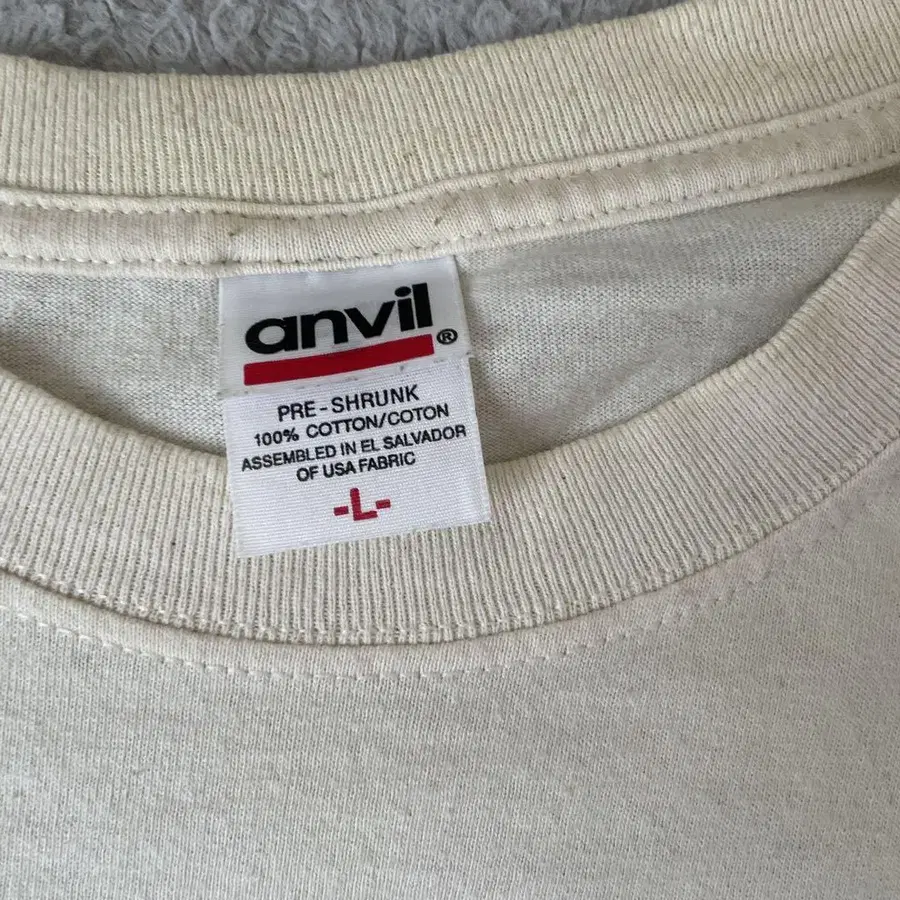 anvil®
PRE-SHRUNK
100% COTTON/COTON
ASSEMBLED IN EL SALVADOR
OF USA FABRIC
-L-